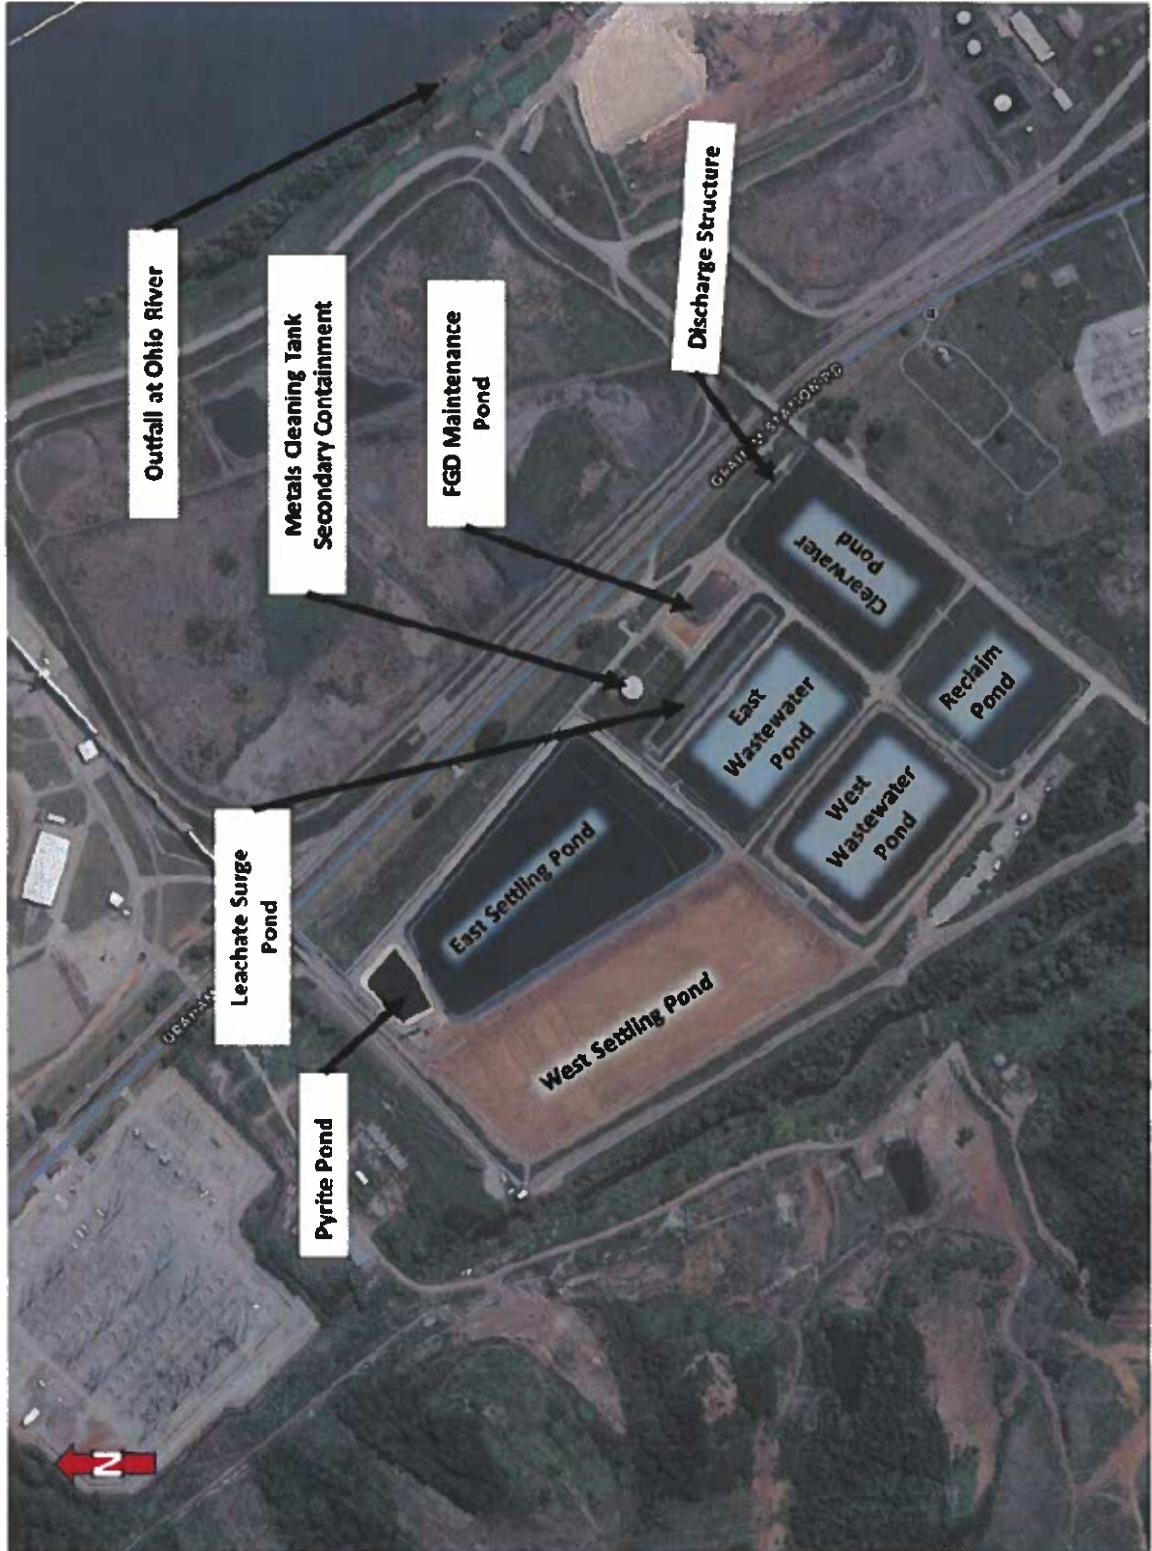 Outfall at Ohio River
Metals Cleaning Tank
Secondary Containment
FGD Maintenance
Pond
Discharge Structure
Leachate Surge
Pond
Pyrite Pond
East Settling Pond
West Settling Pond
East
Wastewater
Pond
West
Wastewater
Pond
Clearwater
Pond
Reclaim
Pond
N